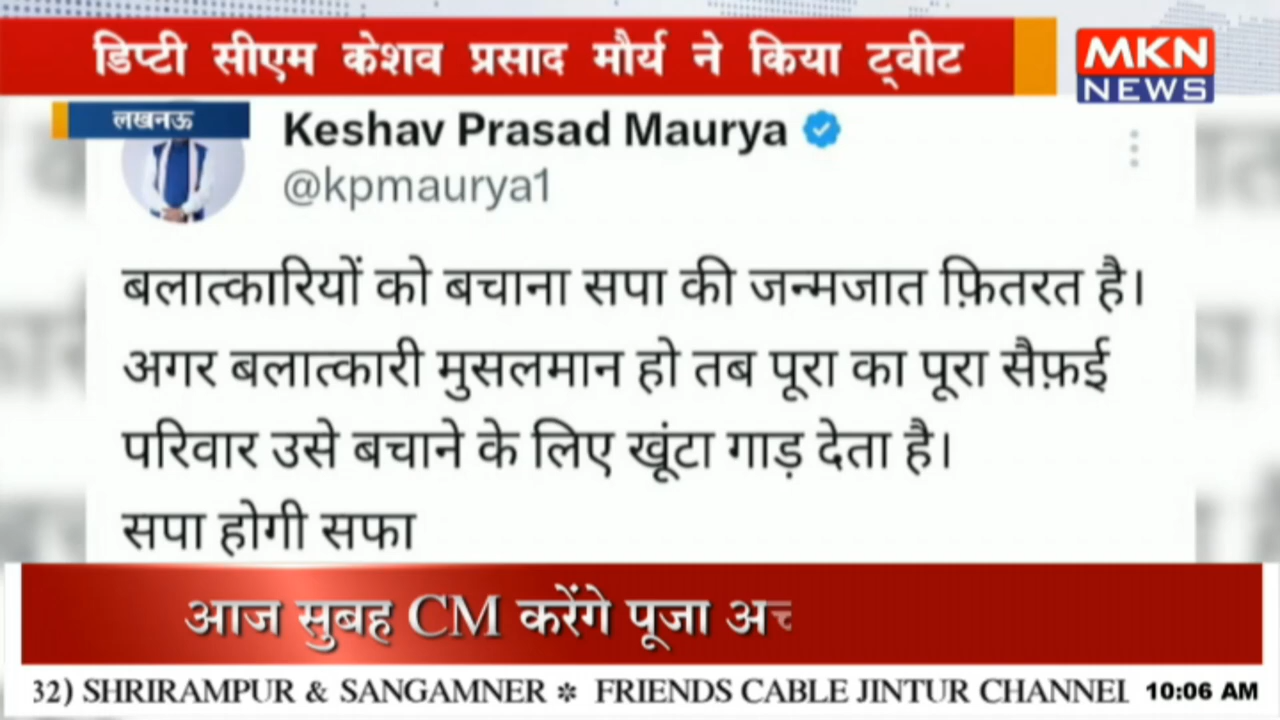 डिप्टी सीएम केशव प्रसाद मौर्य ने किया ट्वीट
MKN
NEWS
लखनऊ
Keshav Prasad Maurya
@kpmaurya1
बलात्कारियों को बचाना सपा की जन्मजात फ़ितरत है।
अगर बलात्कारी मुसलमान हो तब पूरा का पूरा सैफ़ई
परिवार उसे बचाने के लिए खूंटा गाड़ देता है।
सपा होगी सफा
आज सुबह CM करेंगे पूजा
32) SHRIRAMPUR & SANGAMNER ✻ FRIENDS CABLE JINTUR CHANNEL 10:06 AM